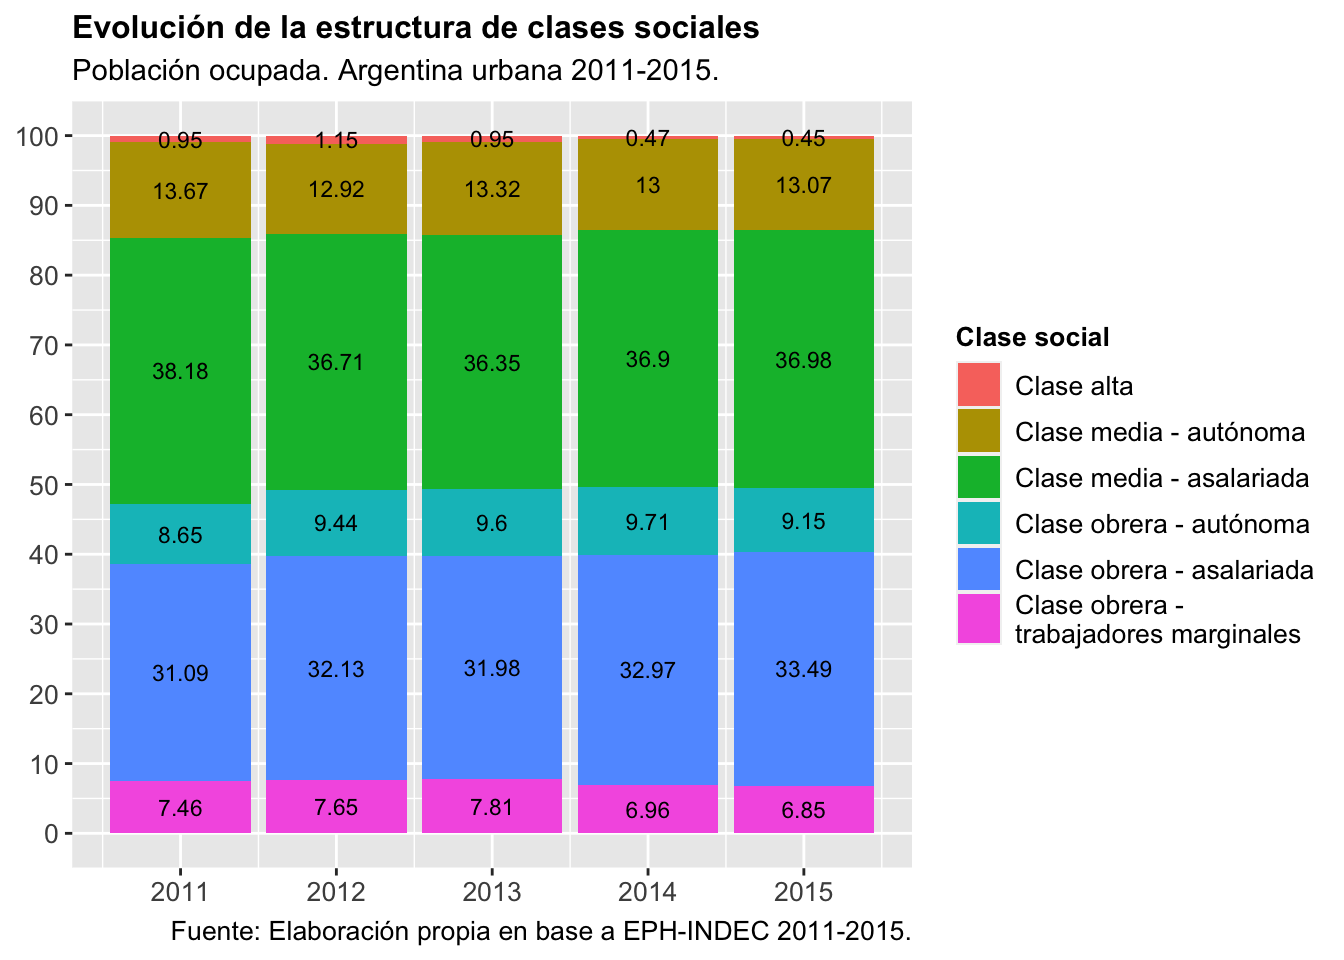 Evolución de la estructura de clases sociales
Población ocupada. Argentina urbana 2011-2015.
100
90
80
70
60
50
40
30
20
10
0
0.95 1.15 0.95 0.47 0.45
13.67 12.92 13.32 13 13.07
38.18 36.71 36.35 36.9 36.98
8.65 9.44 9.6 9.71 9.15
31.09 32.13 31.98 32.97 33.49
7.46 7.65 7.81 6.96 6.85
2011 2012 2013 2014 2015
Clase social
Clase alta
Clase media - autónoma
Clase media - asalariada
Clase obrera - autónoma
Clase obrera - asalariada
Clase obrera -
trabajadores marginales
Fuente: Elaboración propia en base a EPH-INDEC 2011-2015.